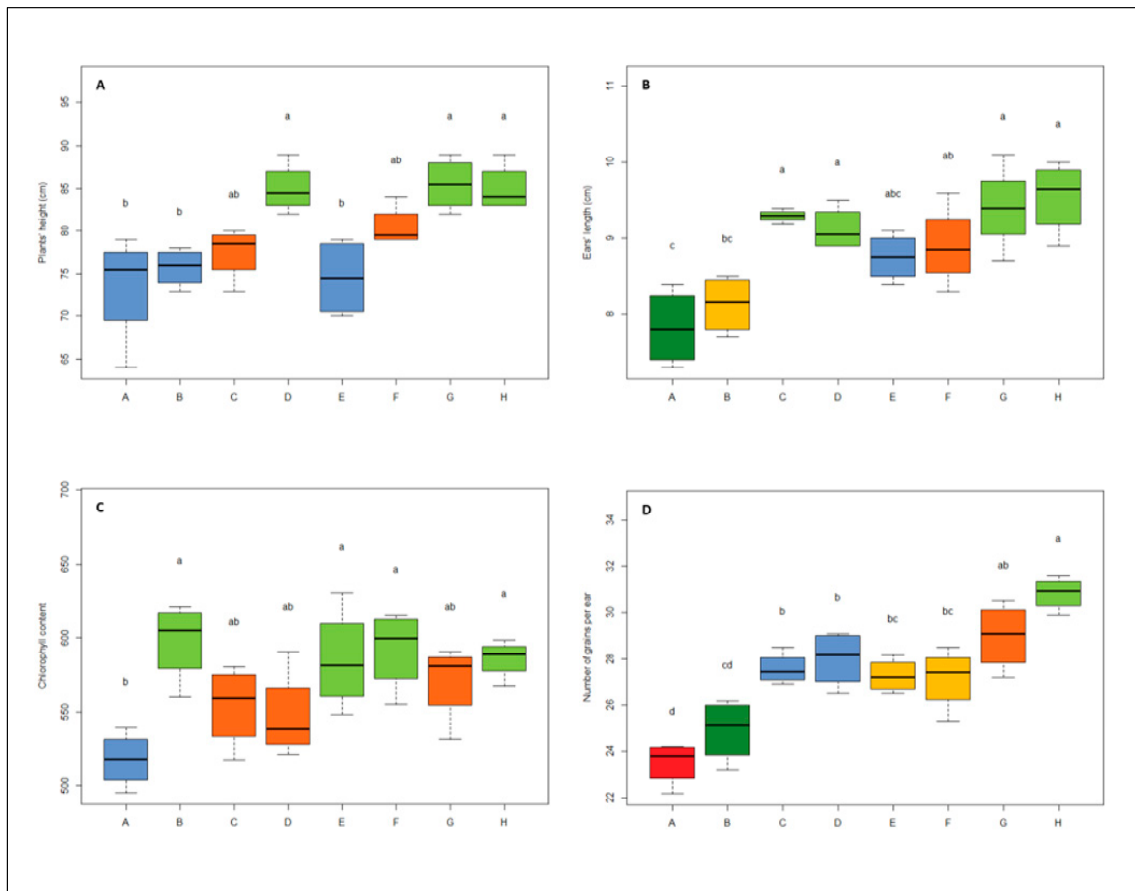 A
Plants' height (cm)
95
90
85
80
75
70
65
b
b
ab
a
b
ab
a
a
A B C D E F G H
B
Ears' length (cm)
11
10
9
8
c
bc
a
a
abc
ab
a
a
A B C D E F G H
C
Chlorophyll content
700
650
600
550
500
b
a
ab
ab
a
a
ab
a
A B C D E F G H
D
Number of grains per ear
34
32
30
28
26
24
22
d
cd
b
b
bc
bc
ab
a
A B C D E F G H